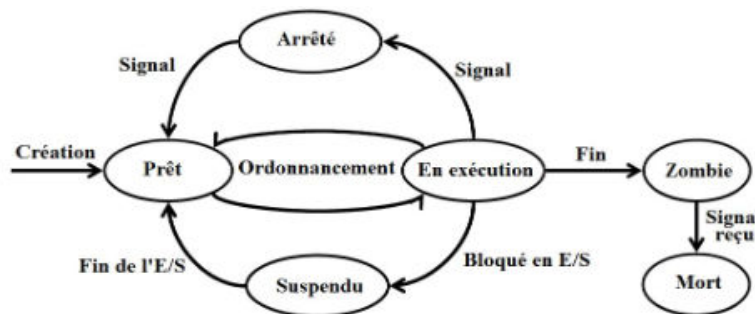 Arrêté
Signal
Signal
Création
Prêt
Ordonnancement
En exécution
Fin
Zombie
Signa
reçu
Fin de l'E/S
Suspendu
Bloqué en E/S
Mort